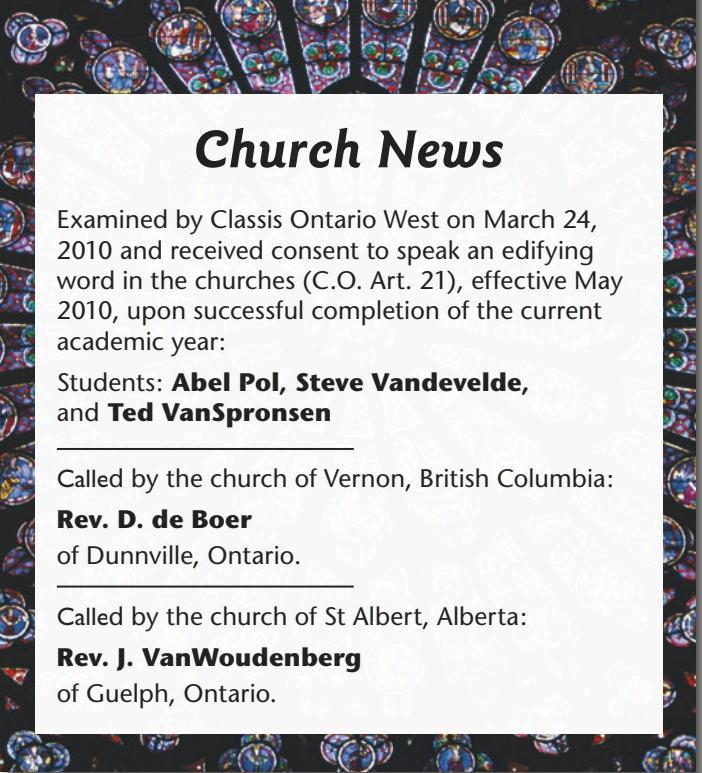 Church News
Examined by Classis Ontario West on March 24,
2010 and received consent to speak an edifying
word in the churches (C.O. Art. 21), effective May
2010, upon successful completion of the current
academic year:
Students: Abel Pol, Steve Vandevelde,
and Ted VanSpronsen
Called by the church of Vernon, British Columbia:
Rev. D. de Boer
of Dunnville, Ontario.
Called by the church of St Albert, Alberta:
Rev. J. VanWoudenberg
of Guelph, Ontario.